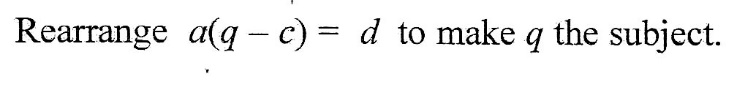 Rearrange a(q – c) = d to make q the subject.